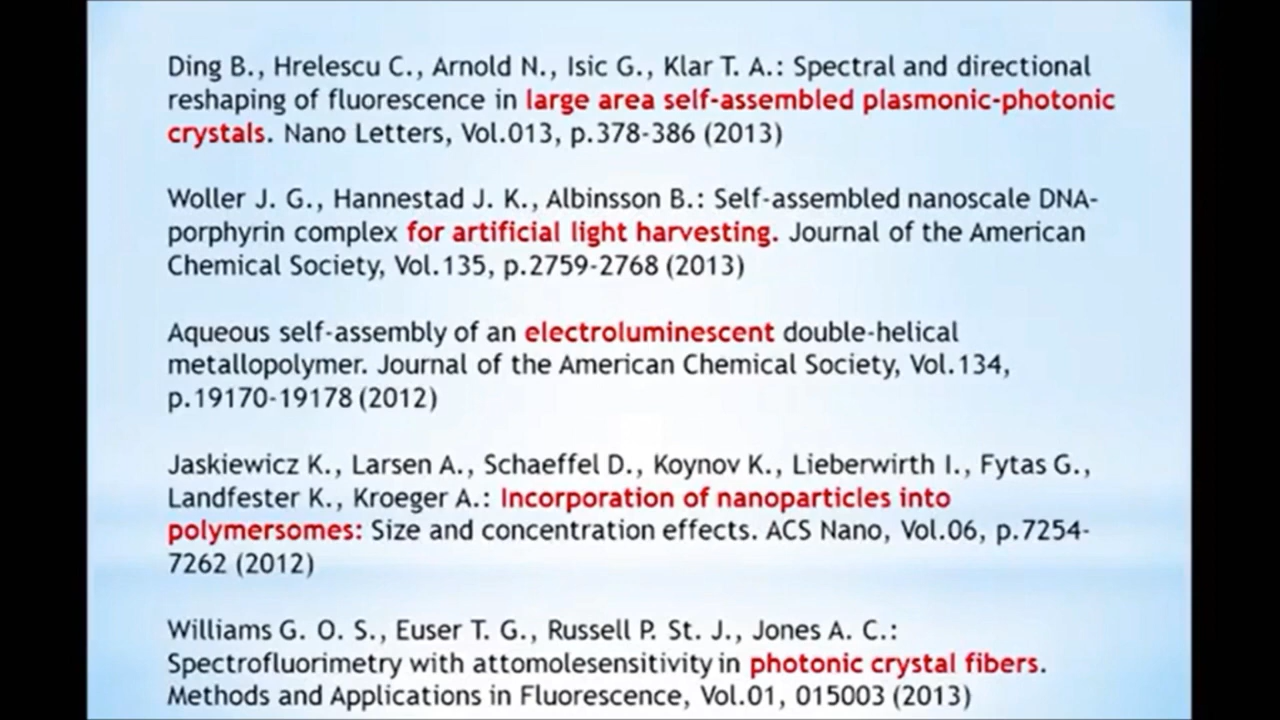 Ding B., Hrelescu C., Arnold N., Isic G., Klar T. A.: Spectral and directional
reshaping of fluorescence in large area self-assembled plasmonic-photonic
crystals. Nano Letters, Vol.013, p.378-386 (2013)
Woller J. G., Hannestad J. K., Albinsson B.: Self-assembled nanoscale DNA-
porphyrin complex for artificial light harvesting. Journal of the American
Chemical Society, Vol.135, p.2759-2768 (2013)
Aqueous self-assembly of an electroluminescent double-helical
metallopolymer. Journal of the American Chemical Society, Vol.134,
p.19170-19178 (2012)
Jaskiewicz K., Larsen A., Schaeffel D., Koynov K., Lieberwirth I., Fytas G.,
Landfester K., Kroeger A.: Incorporation of nanoparticles into
polymersomes: Size and concentration effects. ACS Nano, Vol.06, p.7254-
7262 (2012)
Williams G. O. S., Euser T. G., Russell P. St. J., Jones A. C.:
Spectrofluorimetry with attomolesensitivity in photonic crystal fibers.
Methods and Applications in Fluorescence, Vol.01, 015003 (2013)